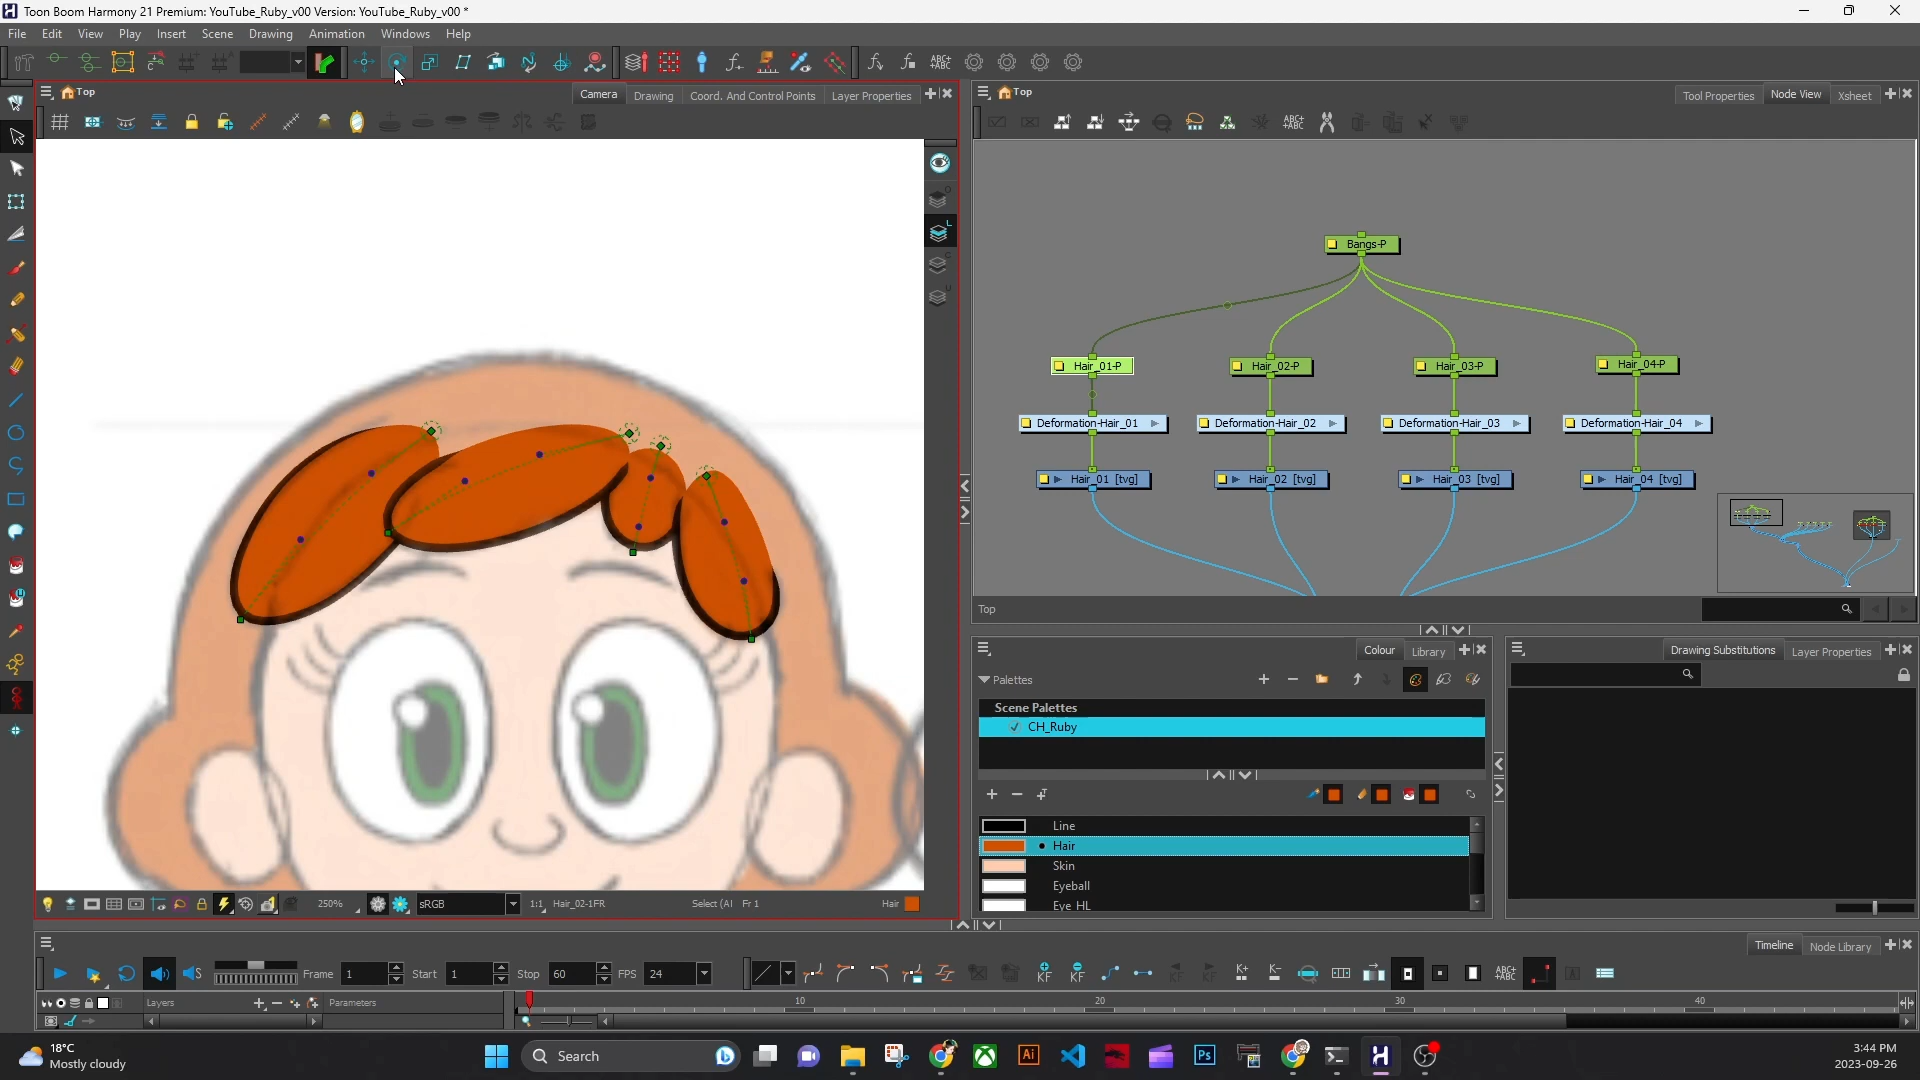 Toon Boom Harmony 21 Premium: YouTube_Ruby_v00 Version: YouTube_Ruby_v00 *
File Edit View Play Insert Scene Drawing Animation Windows Help
Top
Camera Drawing Coord. And Control Points Layer Properties
Top
Tool Properties Node View Xsheet
Bangs-P
Hair_01-P Hair_02-P Hair_03-P Hair_04-P
Deformation-Hair_01 Deformation-Hair_02 Deformation-Hair_03 Deformation-Hair_04
Hair_01 [tvg] Hair_02 [tvg] Hair_03 [tvg] Hair_04 [tvg]
Top
Colour Library
Palettes
Scene Palettes
CH_Ruby
Line
Hair
Skin
Eyeball
Eye HL
Drawing Substitutions Layer Properties
250% sRGB 1:1 Hair_02-1FR Select (Al Fr 1 Hair
Timeline Node Library
Frame 1 Start 1 Stop 60 FPS 24
Layers Parameters
10 20 30 40
18°C
Mostly cloudy
Search
3:44 PM
2023-09-26